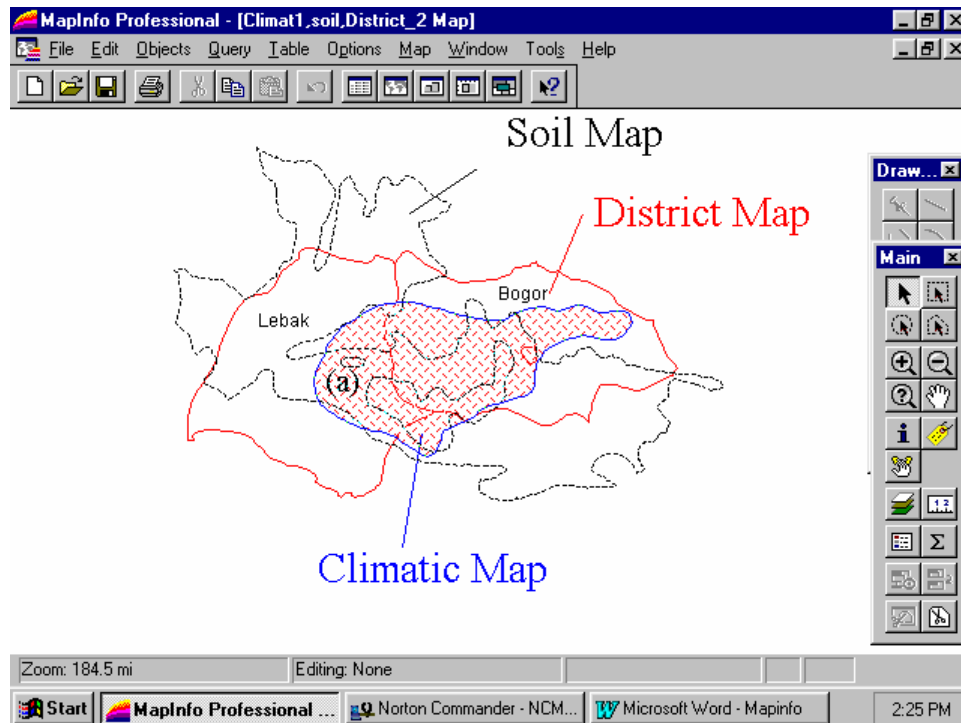 MapInfo Professional - [Climat1,soil,District_2 Map]
File Edit Objects Query Table Options Map Window Tools Help
Soil Map
Draw...
District Map
Main
Bogor
Lebak
(a)
Climatic Map
Zoom: 184.5 mi
Editing: None
Start
MapInfo Professional ...
Norton Commander - NCM...
Microsoft Word - Mapinfo
2:25 PM